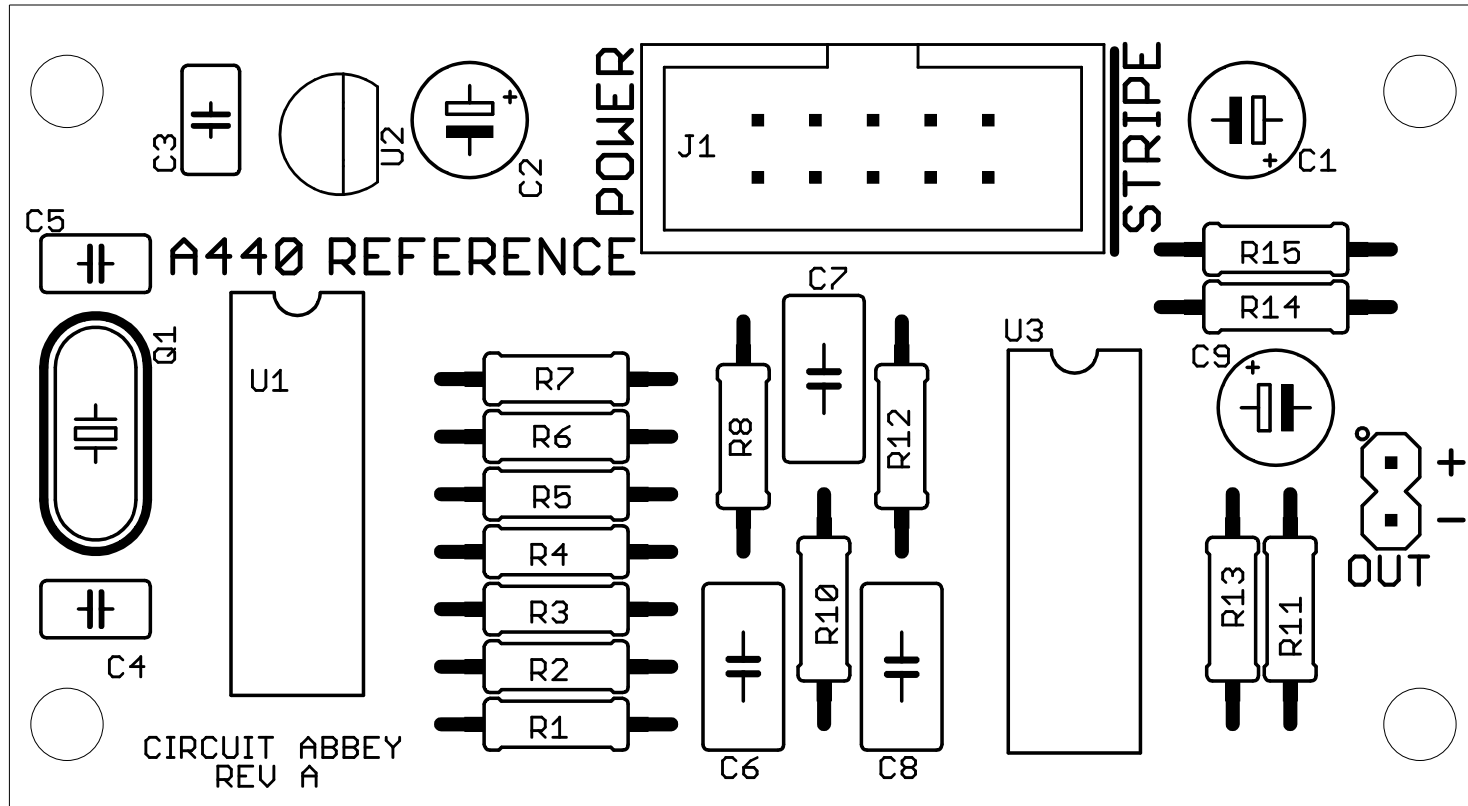 POWER
STRIPE
C3
U2
C2
+
J1
C1
+
C5
A440 REFERENCE
R15
C7
R14
Q1
U1
U3
C9
+
R7
R6
R8
R12
R5
+
-
R4
OUT
R3
R10
R13
R11
R2
C4
R1
CIRCUIT ABBEY
REV A
C6
C8